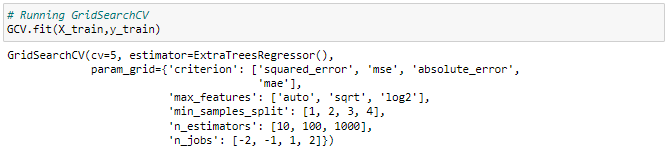 # Running GridSearchCV
GCV.fit(X_train,y_train)
GridSearchCV(cv=5, estimator=ExtraTreesRegressor(),
param_grid={'criterion': ['squared_error', 'mse', 'absolute_error',
'mae'],
'max_features': ['auto', 'sqrt', 'log2'],
'min_samples_split': [1, 2, 3, 4],
'n_estimators': [10, 100, 1000],
'n_jobs': [-2, -1, 1, 2]})